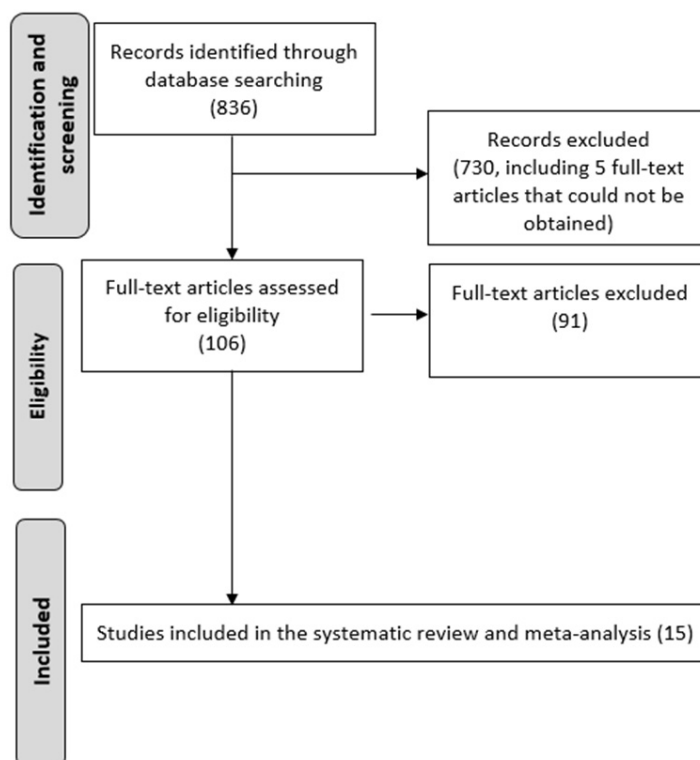 Identification and
screening
Records identified through
database searching
(836)
Records excluded
(730, including 5 full-text
articles that could not be
obtained)
Eligibility
Full-text articles assessed
for eligibility
(106)
Full-text articles excluded
(91)
Included
Studies included in the systematic review and meta-analysis (15)